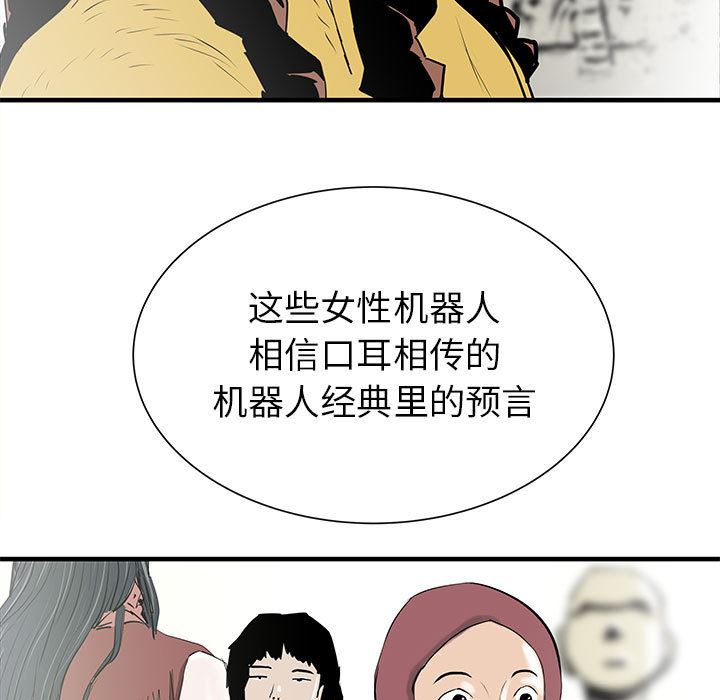 这些女性机器人
相信口耳相传的
机器人经典里的预言